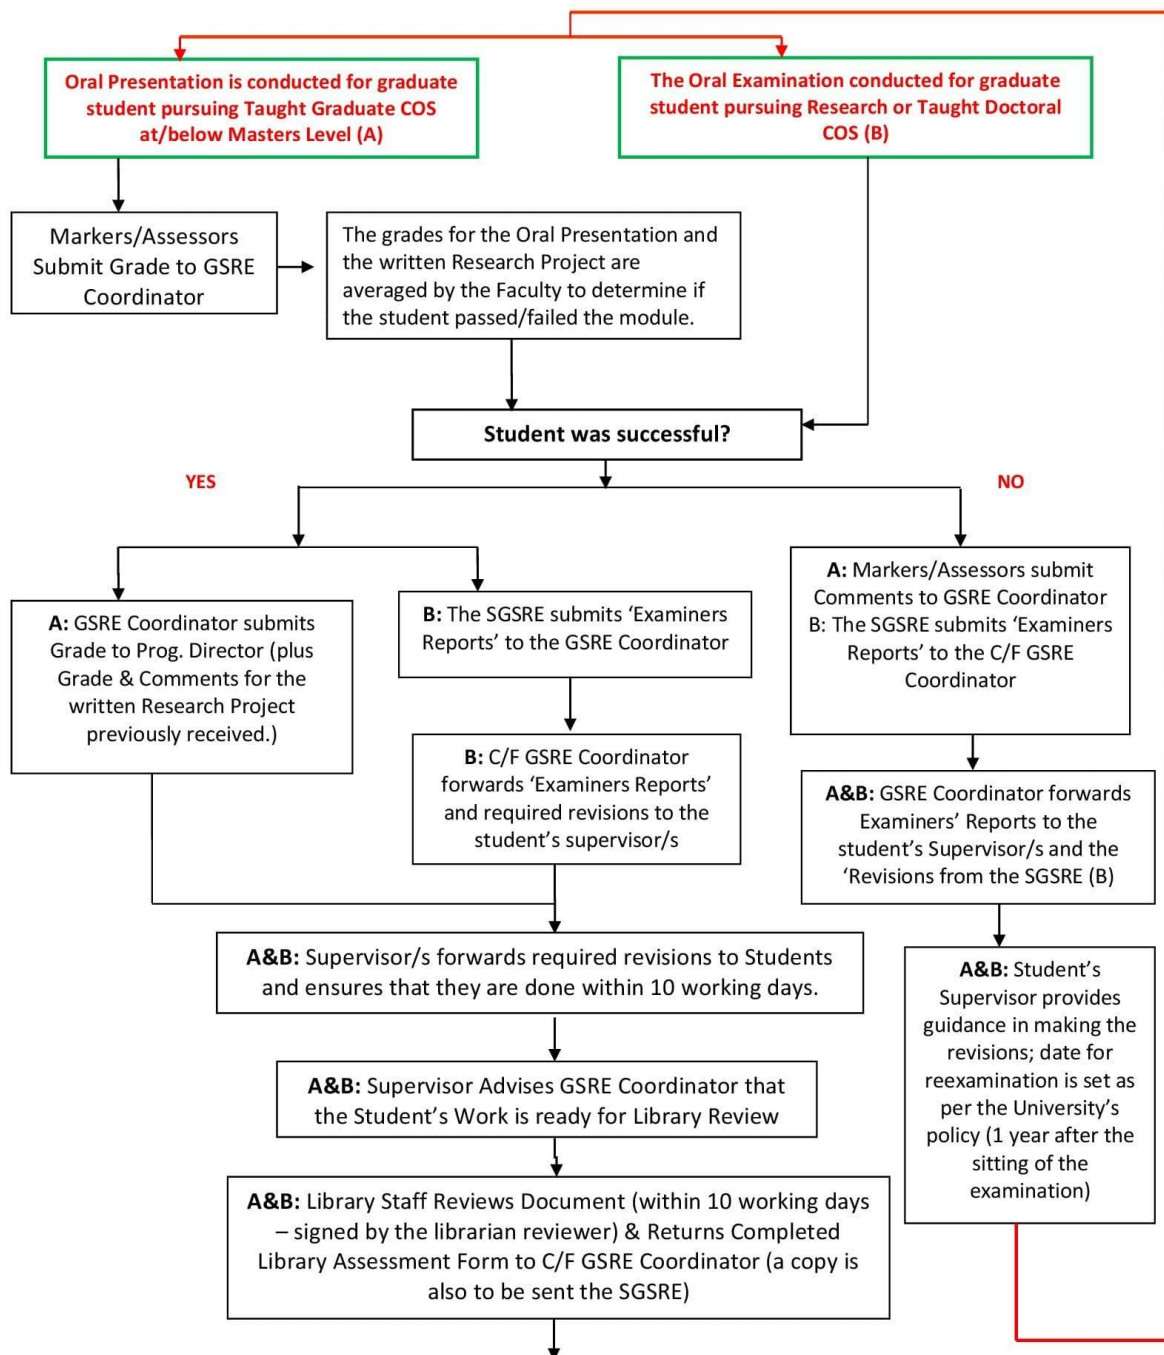 Oral Presentation is conducted for graduate
student pursuing Taught Graduate COS
at/below Masters Level (A)
The Oral Examination conducted for graduate
student pursuing Research or Taught Doctoral
COS (B)
Markers/Assessors
Submit Grade to GSRE
Coordinator
The grades for the Oral Presentation and
the written Research Project are
averaged by the Faculty to determine if
the student passed/failed the module.
Student was successful?
YES
NO
A: GSRE Coordinator submits
Grade to Prog. Director (plus
Grade & Comments for the
written Research Project
previously received.)
B: The SGSRE submits ‘Examiners
Reports’ to the GSRE Coordinator
A: Markers/Assessors submit
Comments to GSRE Coordinator
B: The SGSRE submits ‘Examiners
Reports’ to the C/F GSRE
Coordinator
B: C/F GSRE Coordinator
forwards ‘Examiners Reports’
and required revisions to the
student’s supervisor/s
A&B: GSRE Coordinator forwards
Examiners’ Reports to the
student’s Supervisor/s and the
‘Revisions from the SGSRE (B)
A&B: Supervisor/s forwards required revisions to Students
and ensures that they are done within 10 working days.
A&B: Student’s
Supervisor provides
guidance in making the
revisions; date for
reexamination is set as
per the University’s
policy (1 year after the
sitting of the
examination)
A&B: Supervisor Advises GSRE Coordinator that
the Student’s Work is ready for Library Review
A&B: Library Staff Reviews Document (within 10 working days
– signed by the librarian reviewer) & Returns Completed
Library Assessment Form to C/F GSRE Coordinator (a copy is
also to be sent the SGSRE)